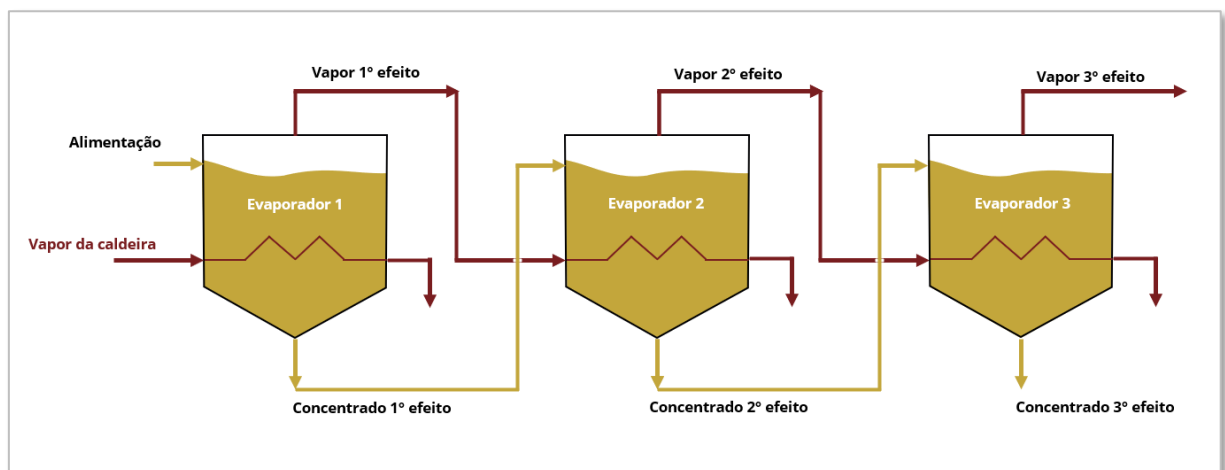 Vapor 1º efeito
Vapor 2º efeito
Vapor 3º efeito
Alimentação
Evaporador 1
Evaporador 2
Evaporador 3
Vapor da caldeira
Concentrado 1º efeito
Concentrado 2º efeito
Concentrado 3º efeito